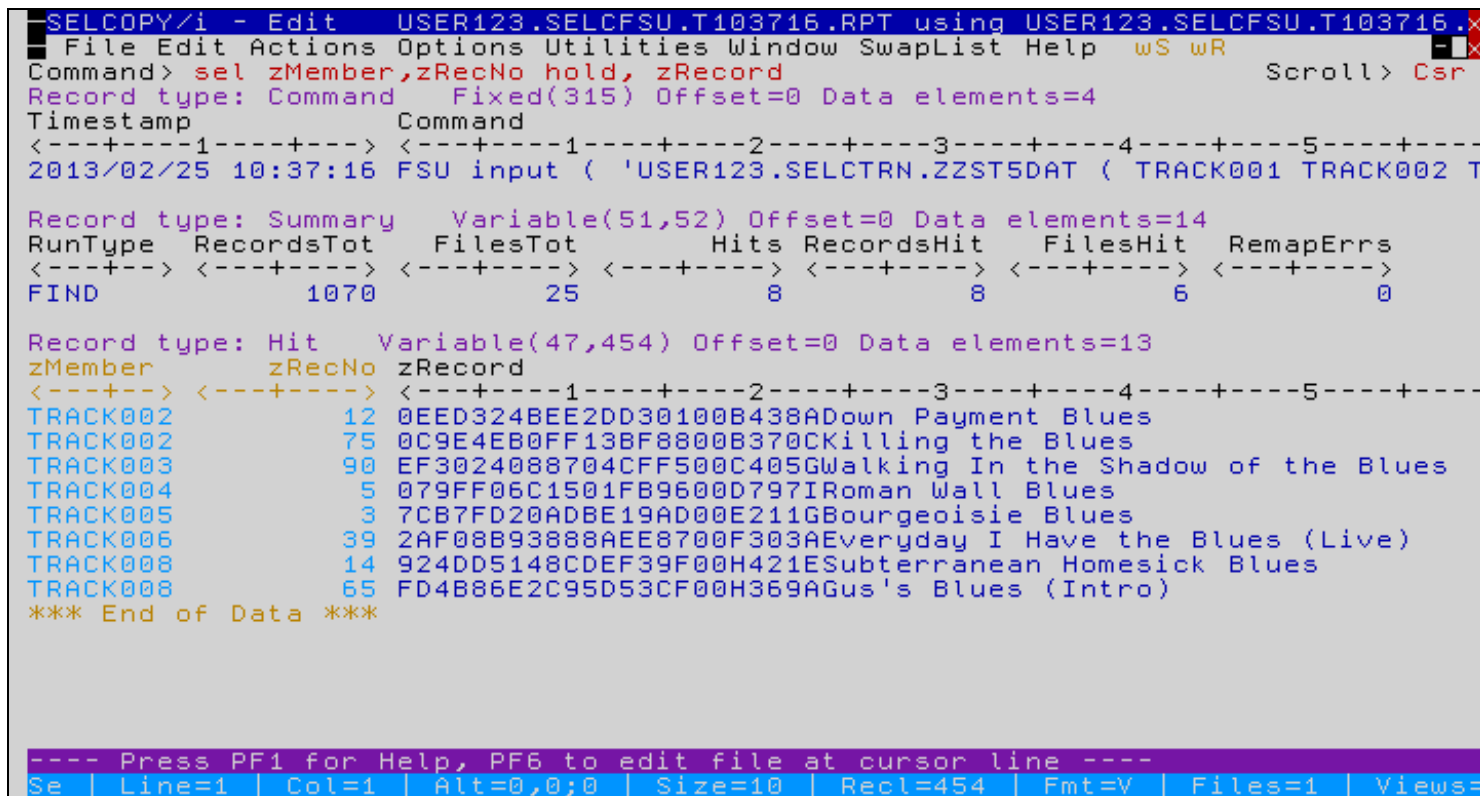 SELCOPY/i - Edit   USER123.SELCFSU.T103716.RPT using USER123.SELCFSU.T103716.x
File Edit Actions Options Utilities Window SwapList Help  wS wR
Command> sel zMember,zRecNo hold, zRecord                          Scroll> Csr
Record type: Command   Fixed(315) Offset=0 Data elements=4
Timestamp           Command
<---+----1----+---> <---+----1----+----2----+----3----+----4----+----5----+----
2013/02/25 10:37:16 FSU input ( 'USER123.SELCTRN.ZZST5DAT ( TRACK001 TRACK002 T
Record type: Summary   Variable(51,52) Offset=0 Data elements=14
RunType  RecordsTot   FilesTot       Hits RecordsHit   FilesHit  RemapErrs
<---+--> <---+----> <---+----> <---+----> <---+----> <---+----> <---+---->
FIND           1070         25          8          8          6          0
Record type: Hit   Variable(47,454) Offset=0 Data elements=13
zMember      zRecNo zRecord
<---+--> <---+----> <---+----1----+----2----+----3----+----4----+----5----+----
TRACK002         12 0EED324BEE2DD30100B438ADown Payment Blues
TRACK002         75 0C9E4EB0FF13BF8800B370CKilling the Blues
TRACK003         90 EF3024088704CFF500C405GWalking In the Shadow of the Blues
TRACK004          5 079FF06C1501FB9600D797IRoman Wall Blues
TRACK005          3 7CB7FD20ADBE19AD00E211GBourgeoisie Blues
TRACK006         39 2AF08B93888AEE8700F303AEveryday I Have the Blues (Live)
TRACK008         14 924DD5148CDEF39F00H421ESubterranean Homesick Blues
TRACK008         65 FD4B86E2C95D53CF00H369AGus's Blues (Intro)
*** End of Data ***
---- Press PF1 for Help, PF6 to edit file at cursor line ----
Se | Line=1 | Col=1 | Alt=0,0;0 | Size=10 | Recl=454 | Fmt=V | Files=1 | Views=